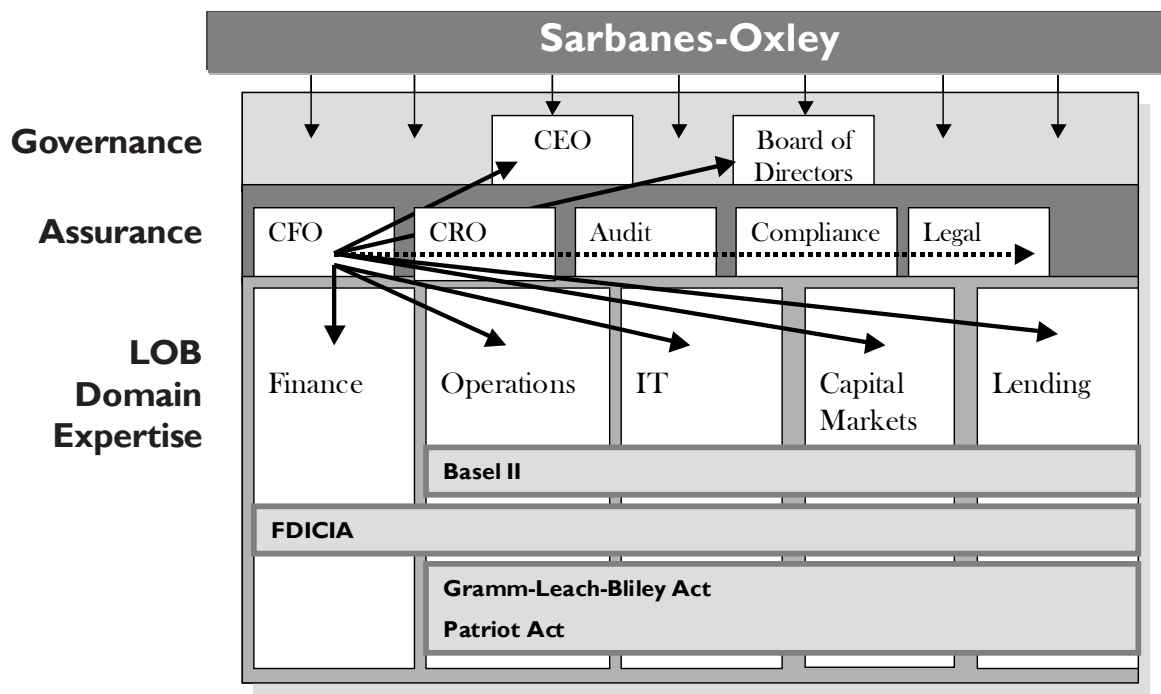 Sarbanes-Oxley
Governance
CEO
Board of
Directors
Assurance
CFO
CRO
Audit
Compliance
Legal
LOB
Domain
Expertise
Finance
Operations
IT
Capital
Markets
Lending
Basel II
FDICIA
Gramm-Leach-Bliley Act
Patriot Act